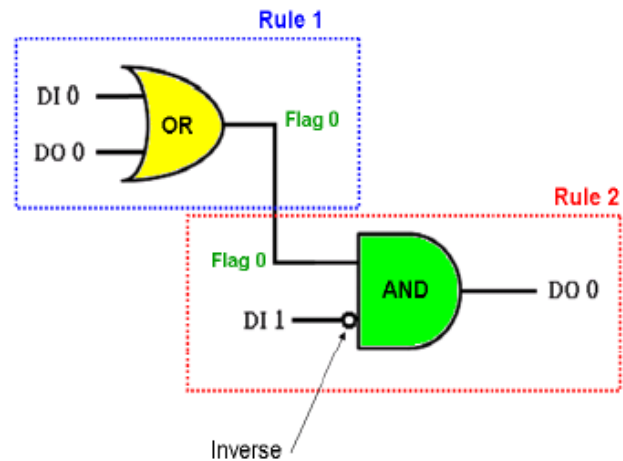 Rule 1
DI 0
OR
Flag 0
DO 0
Rule 2
Flag 0
AND
DO 0
DI 1
Inverse